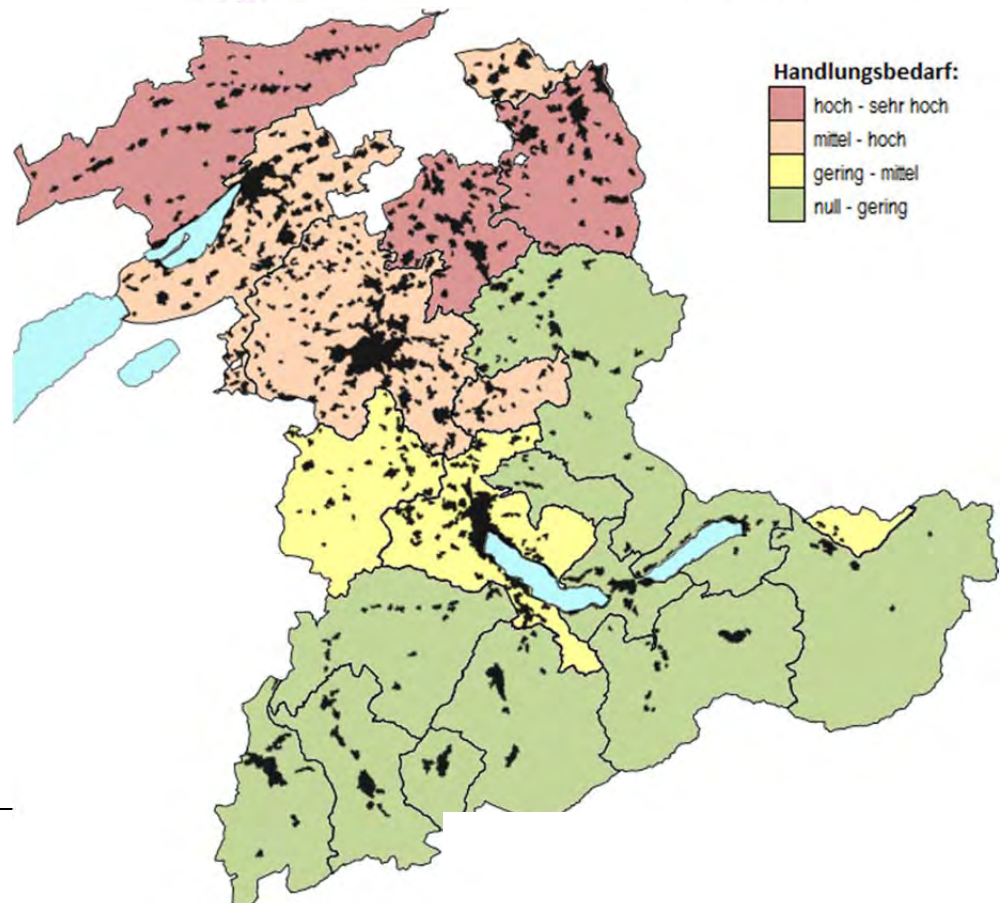 Handlungsbedarf:
hoch - sehr hoch
mittel - hoch
gering - mittel
null - gering